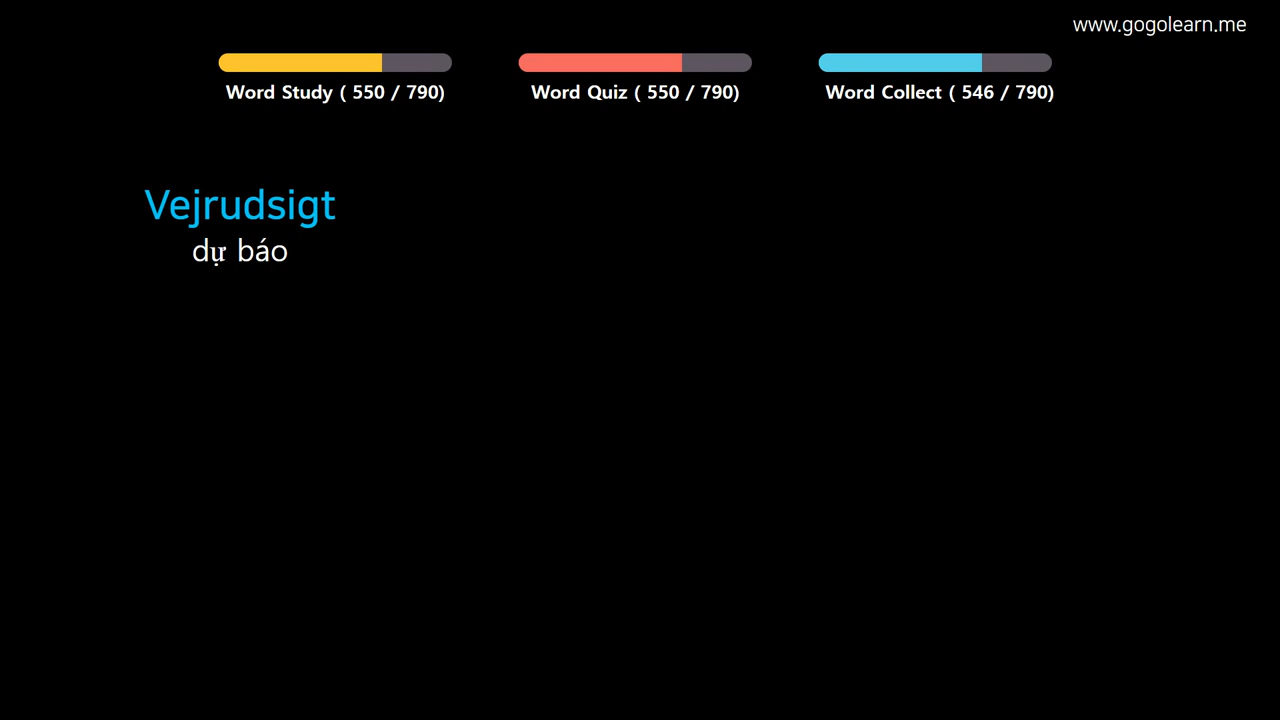 www.gogolearn.me
Word Study ( 550 / 790)
Word Quiz ( 550 / 790)
Word Collect ( 546 / 790)
Vejrudsigt
dự báo